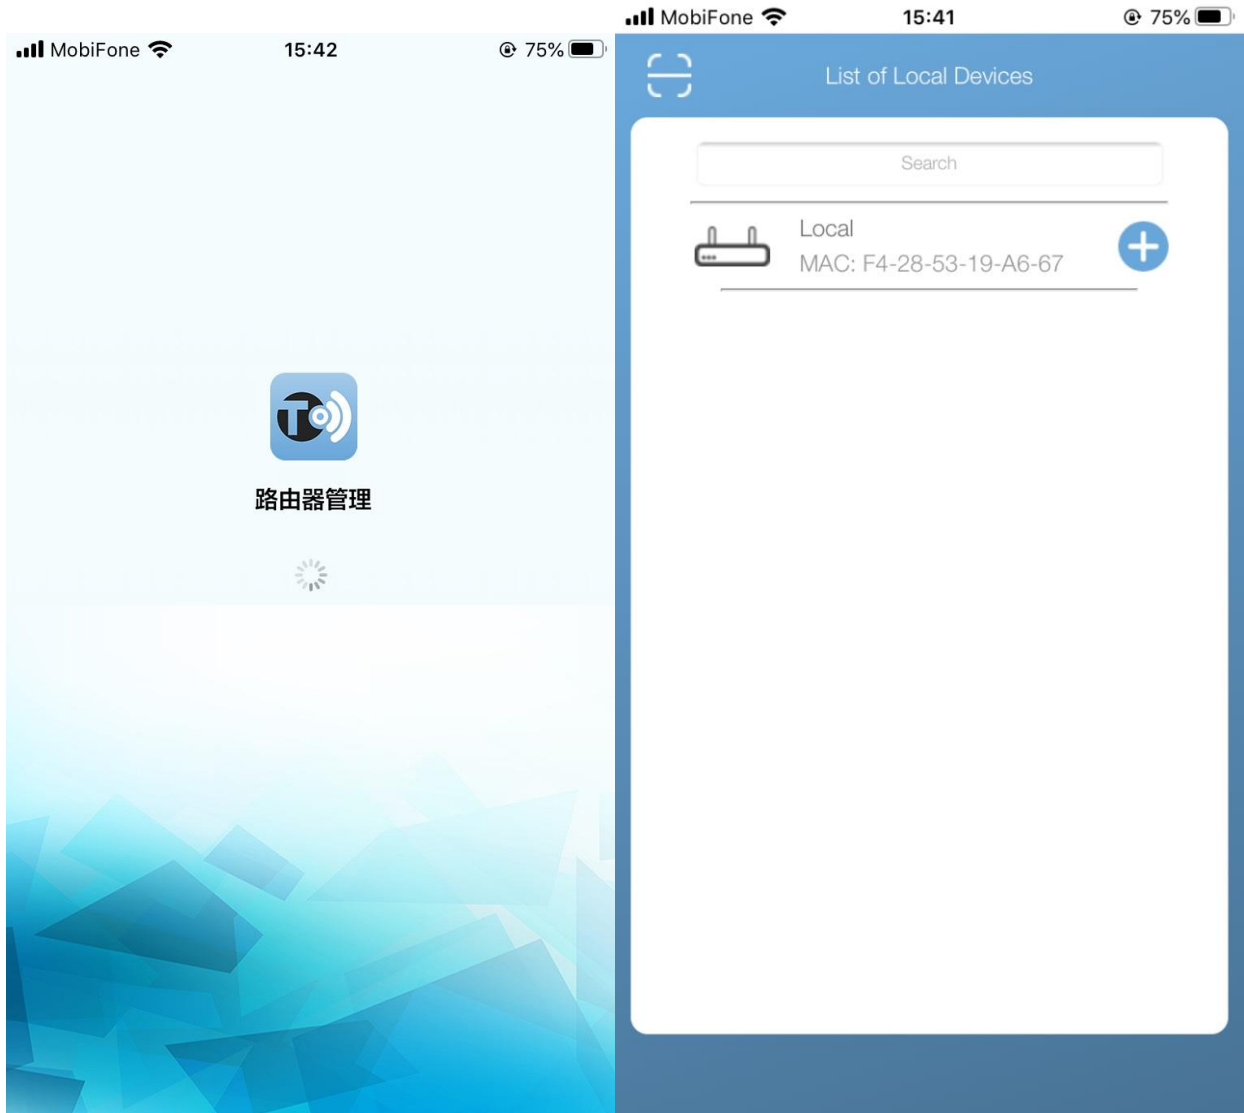 MobiFone 15:42 75%
路由器管理
MobiFone 15:41 75%
List of Local Devices
Search
Local
MAC: F4-28-53-19-A6-67